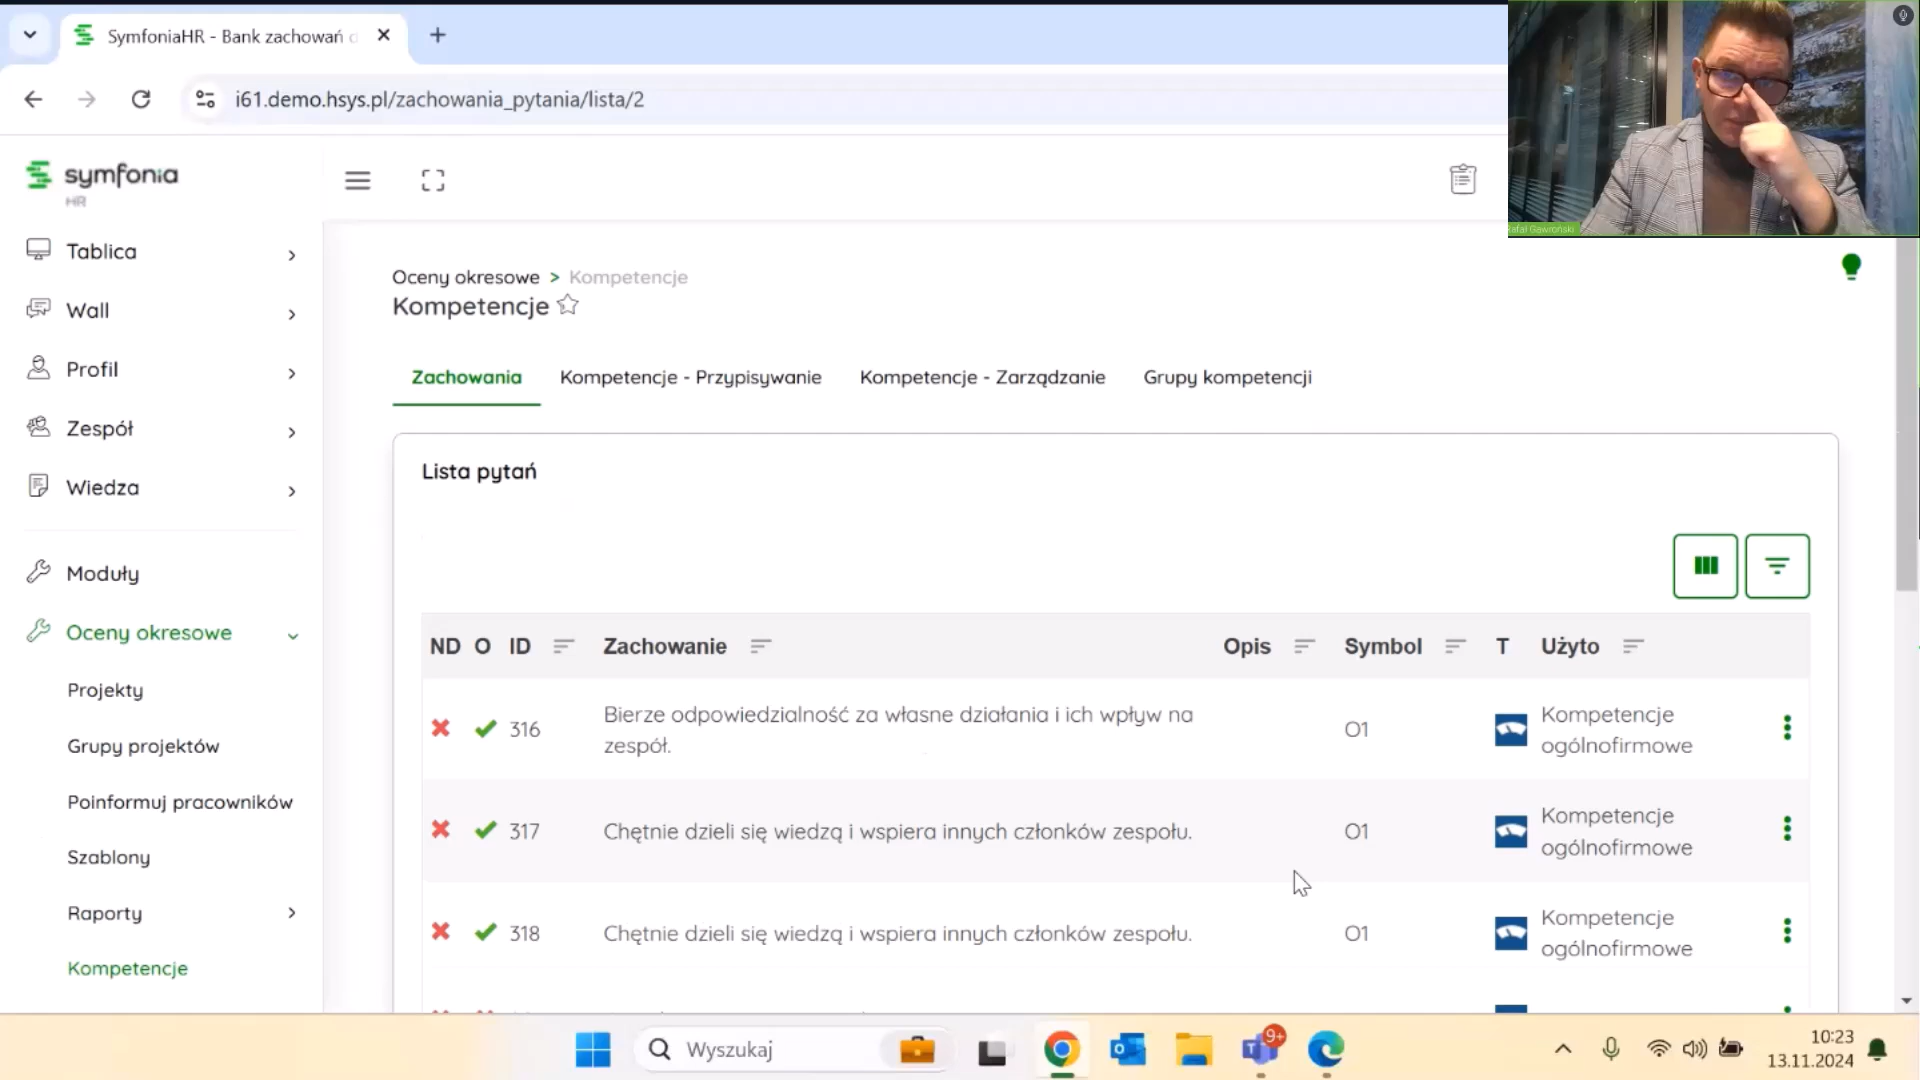 SymfoniaHR - Bank zachowań d
i61.demo.hsys.pl/zachowania_pytania/lista/2
symfonia
HR
Rafał Gawroński
Tablica
Wall
Profil
Zespół
Wiedza
Moduły
Oceny okresowe
Projekty
Grupy projektów
Poinformuj pracowników
Szablony
Raporty
Kompetencje
Oceny okresowe > Kompetencje
Kompetencje
Zachowania Kompetencje - Przypisywanie Kompetencje - Zarządzanie Grupy kompetencji
Lista pytań
ND O ID Zachowanie Opis Symbol T Użyto
316 Bierze odpowiedzialność za własne działania i ich wpływ na zespół. O1 Kompetencje ogólnofirmowe
317 Chętnie dzieli się wiedzą i wspiera innych członków zespołu. O1 Kompetencje ogólnofirmowe
318 Chętnie dzieli się wiedzą i wspiera innych członków zespołu. O1 Kompetencje ogólnofirmowe
Wyszukaj
9+
10:23
13.11.2024